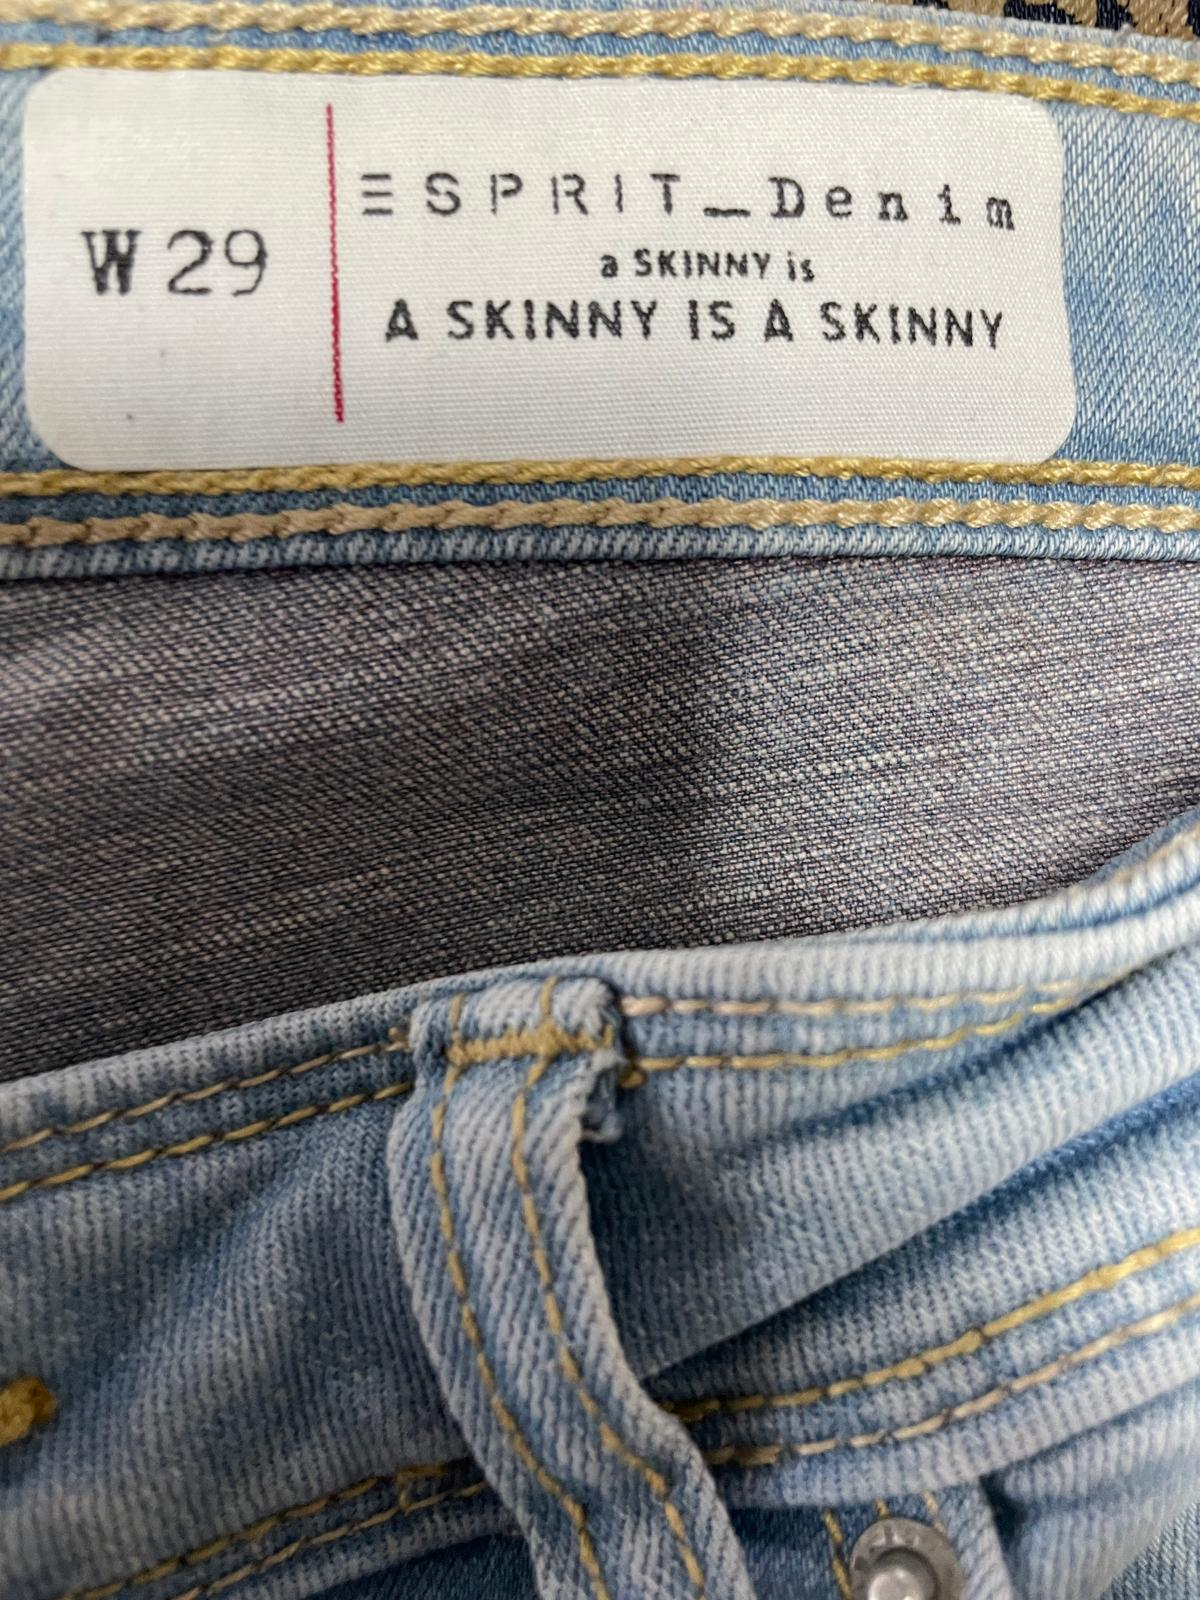 W 29
ESPRIT_Denim
a SKINNY is
A SKINNY IS A SKINNY